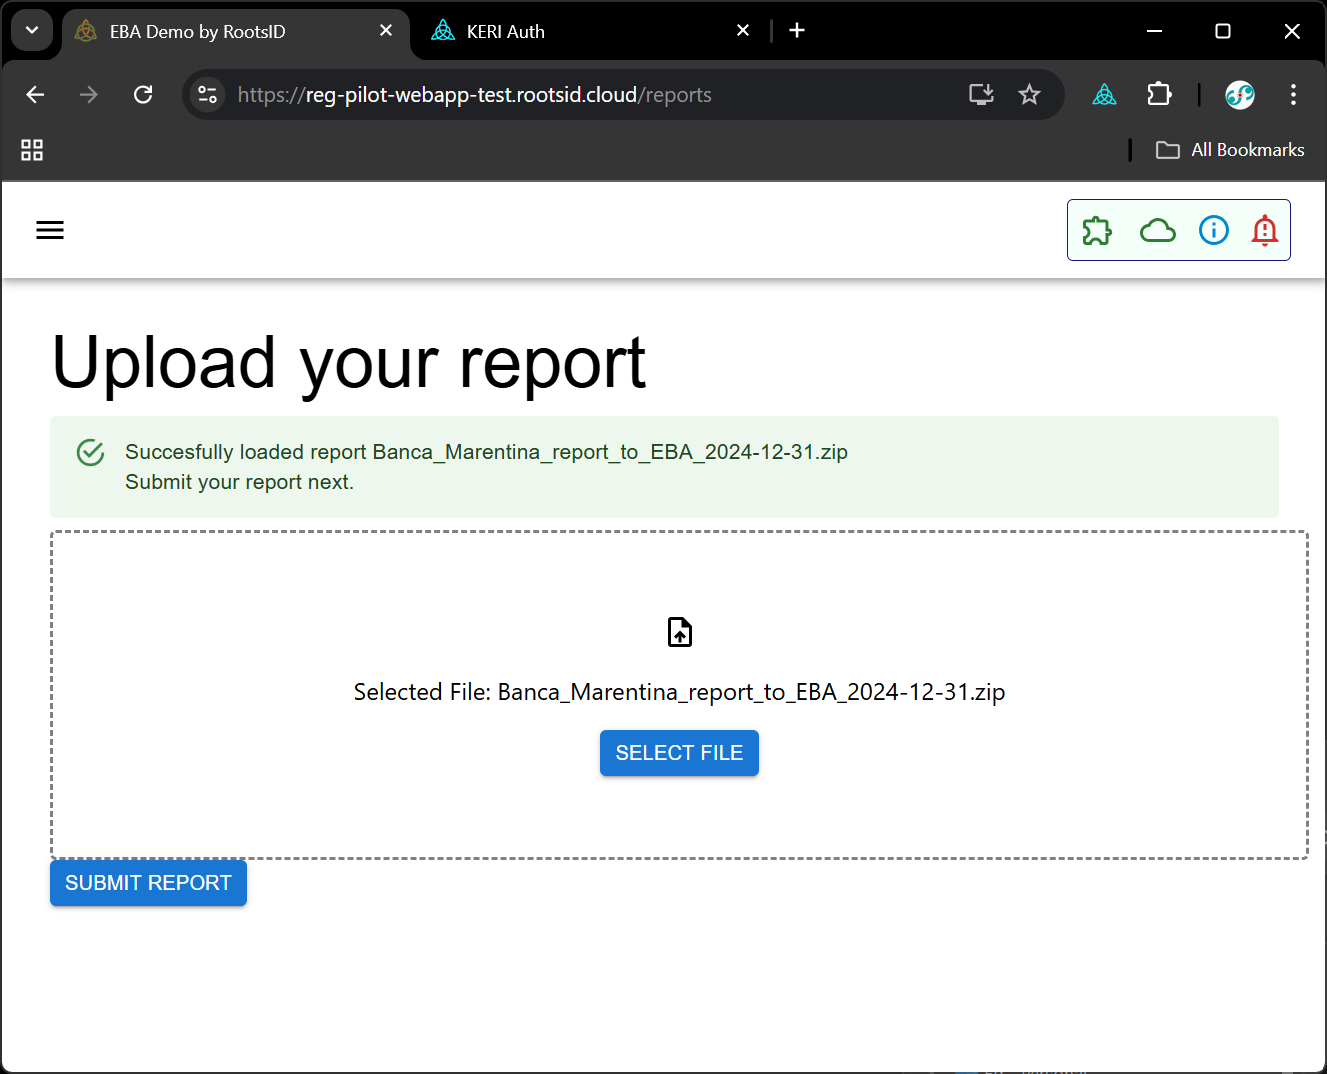 EBA Demo by RootsID
KERI Auth
https://reg-pilot-webapp-test.rootsid.cloud/reports
All Bookmarks
Upload your report
Succesfully loaded report Banca_Marentina_report_to_EBA_2024-12-31.zip
Submit your report next.
Selected File: Banca_Marentina_report_to_EBA_2024-12-31.zip
SELECT FILE
SUBMIT REPORT